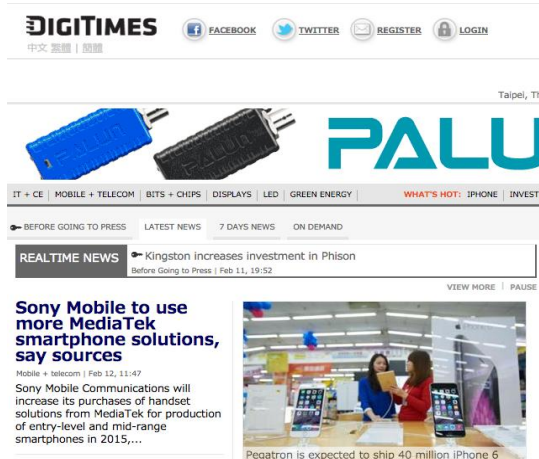 DIGITIMES
FACEBOOK
TWITTER
REGISTER
LOGIN
中文 繁體 | 簡體
Taipei, Th
PALUN
PALU
IT + CE | MOBILE + TELECOM | BITS + CHIPS | DISPLAYS | LED | GREEN ENERGY |
WHAT'S HOT: IPHONE | INVEST
BEFORE GOING TO PRESS
LATEST NEWS
7 DAYS NEWS
ON DEMAND
REALTIME NEWS
Kingston increases investment in Phison
Before Going to Press | Feb 11, 19:52
VIEW MORE | PAUSE
Sony Mobile to use
more MediaTek
smartphone solutions,
say sources
Mobile + telecom | Feb 12, 11:47
Sony Mobile Communications will
increase its purchases of handset
solutions from MediaTek for production
of entry-level and mid-range
smartphones in 2015,...
Pegatron is expected to ship 40 million iPhone 6